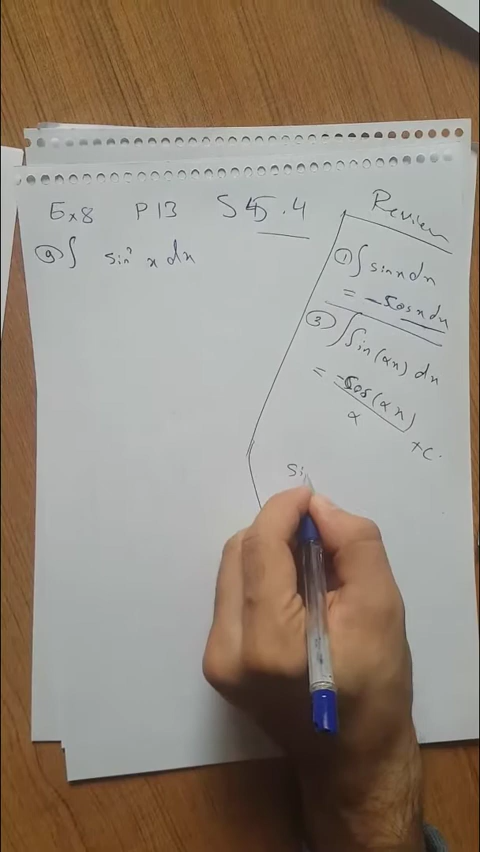 Ex8 P13 S 45.4
Review
9) ∫ sin² x dx
① ∫ sin x dx
= -cos x dx
③ ∫ sin(αx) dx
= -cos(αx) / α + c.
Si